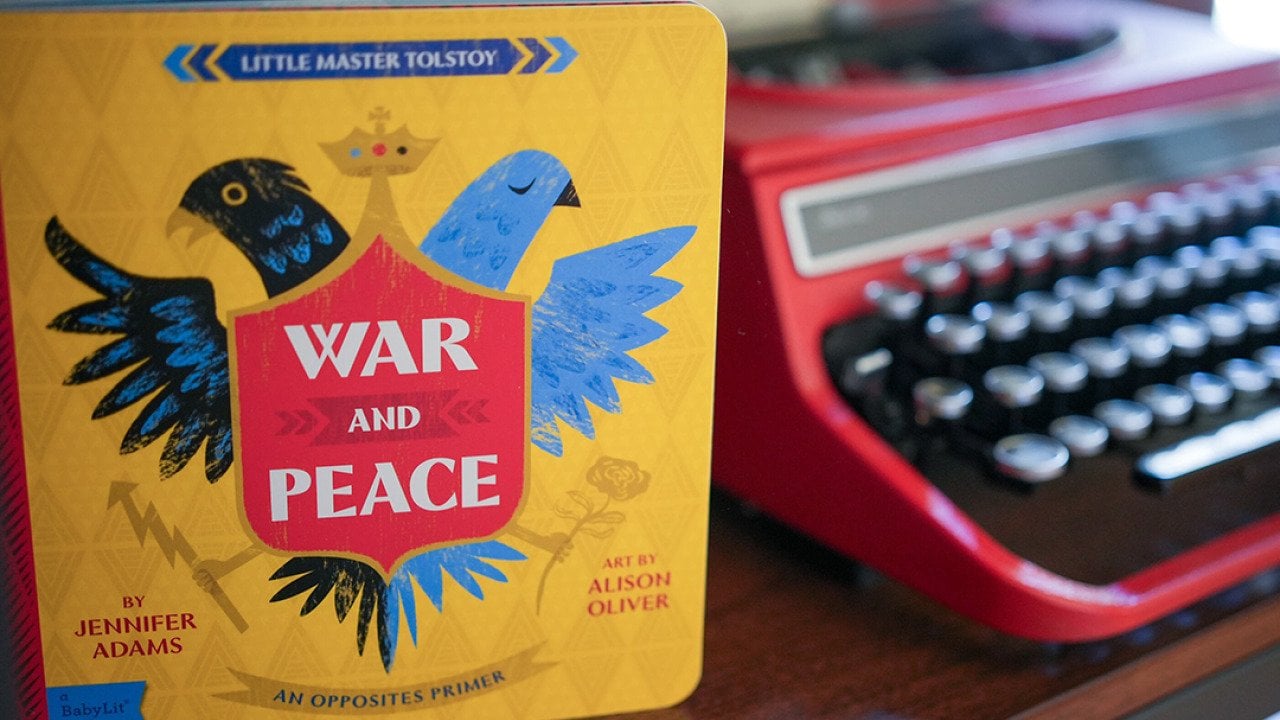 LITTLE MASTER TOLSTOY
WAR
AND
PEACE
BY
JENNIFER
ADAMS
ART BY
ALISON
OLIVER
AN OPPOSITES PRIMER
a
BabyLit®